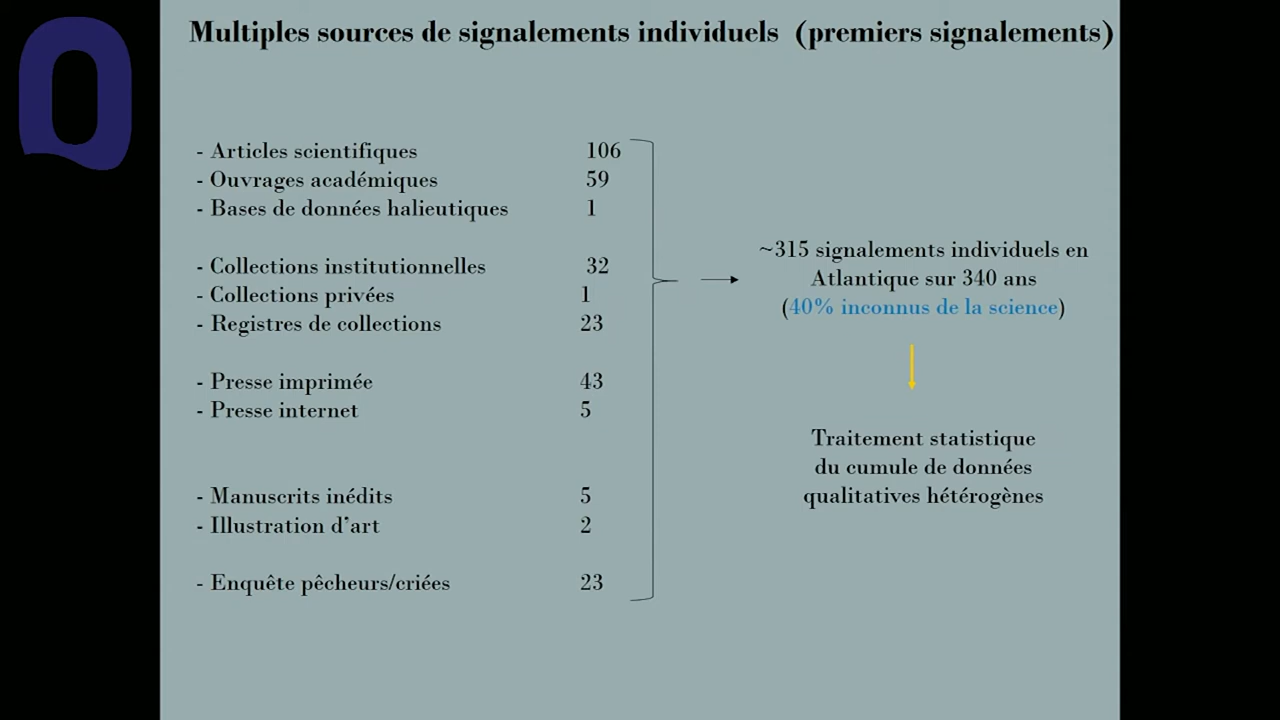 Multiples sources de signalements individuels (premiers signalements)
- Articles scientifiques 106
- Ouvrages académiques 59
- Bases de données halieutiques 1
- Collections institutionnelles 32
- Collections privées 1
- Registres de collections 23
- Presse imprimée 43
- Presse internet 5
- Manuscrits inédits 5
- Illustration d'art 2
- Enquête pêcheurs/criées 23
~315 signalements individuels en
Atlantique sur 340 ans
(40% inconnus de la science)
Traitement statistique
du cumule de données
qualitatives hétérogènes